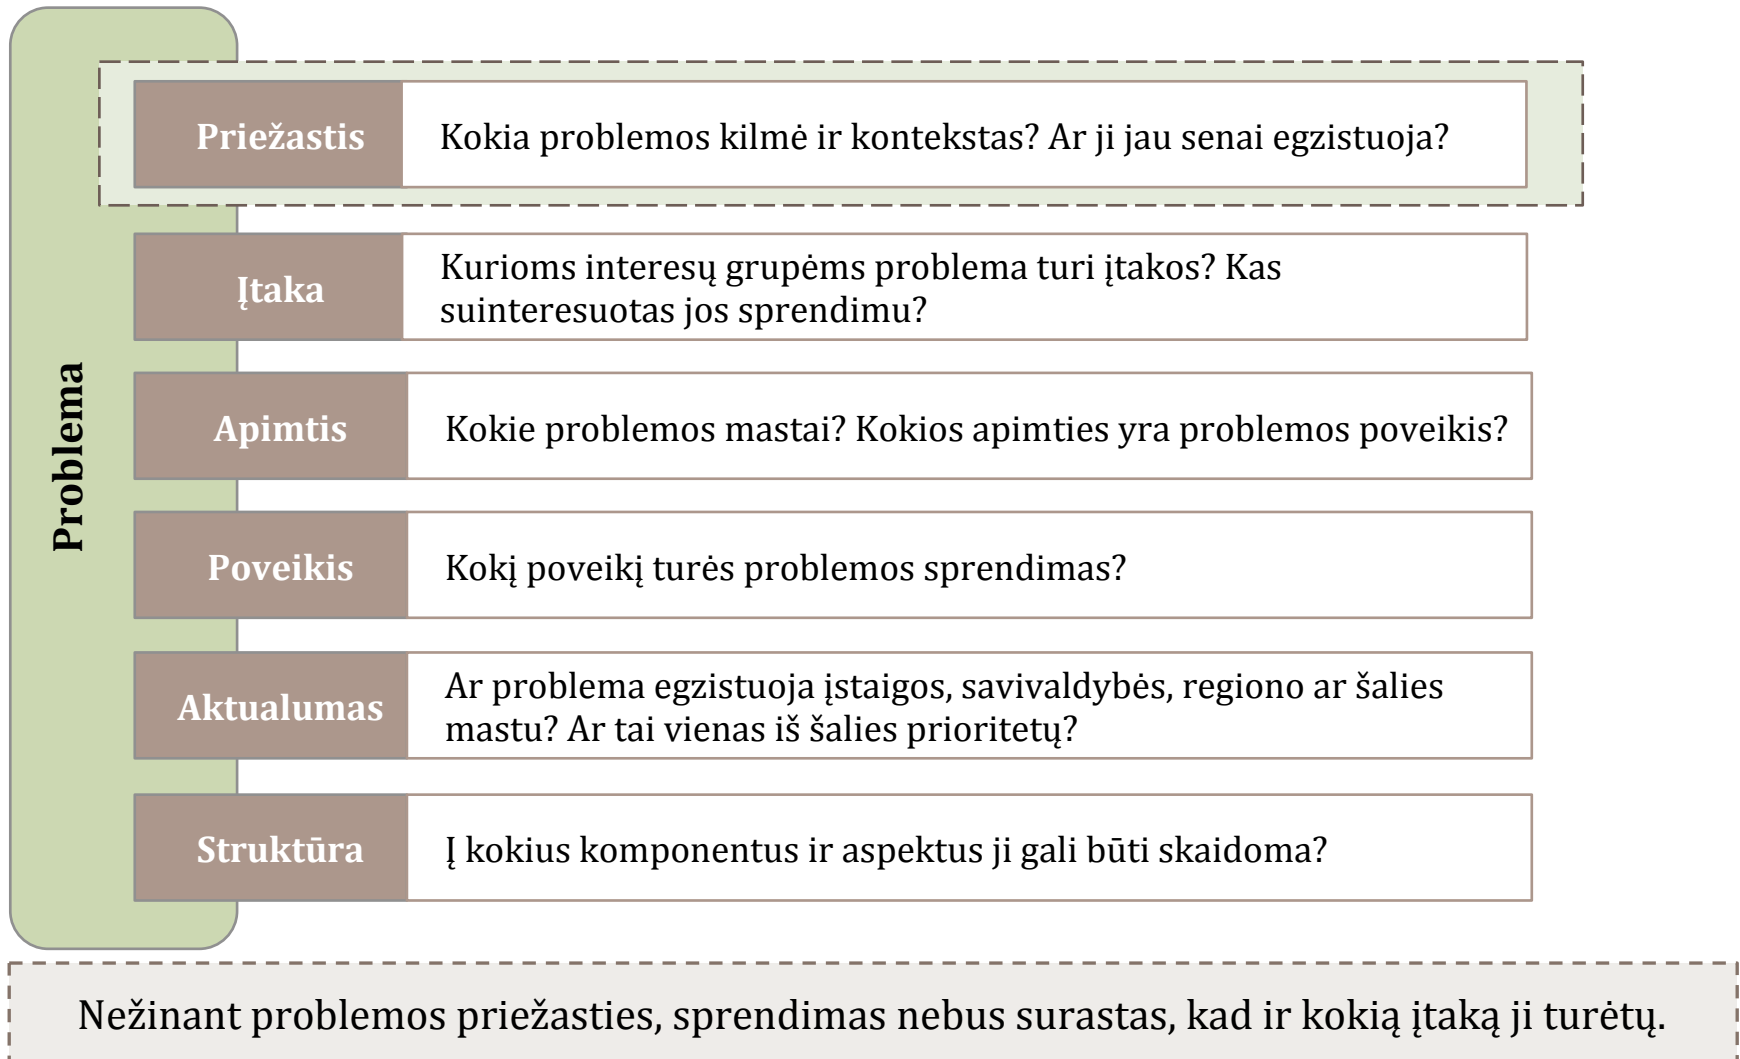 Problema
Priežastis
Kokia problemos kilmė ir kontekstas? Ar ji jau senai egzistuoja?
Įtaka
Kurioms interesų grupėms problema turi įtakos? Kas
suinteresuotas jos sprendimu?
Apimtis
Kokie problemos mastai? Kokios apimties yra problemos poveikis?
Poveikis
Kokį poveikį turės problemos sprendimas?
Aktualumas
Ar problema egzistuoja įstaigos, savivaldybės, regiono ar šalies
mastu? Ar tai vienas iš šalies prioritetų?
Struktūra
Į kokius komponentus ir aspektus ji gali būti skaidoma?
Nežinant problemos priežasties, sprendimas nebus surastas, kad ir kokią įtaką ji turėtų.